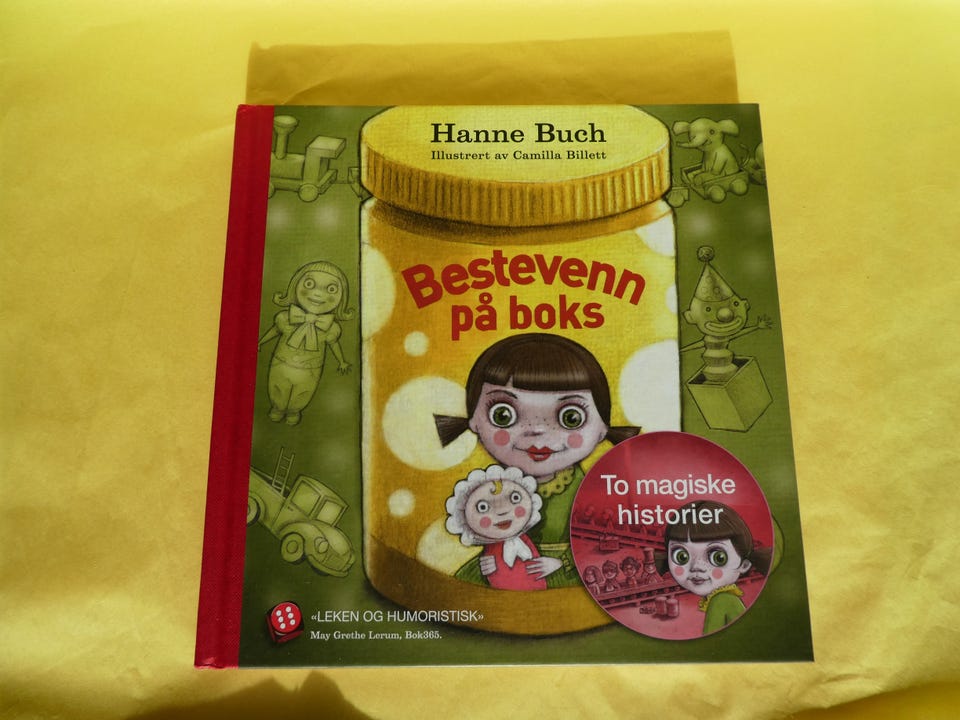 Hanne Buch
Illustrert av Camilla Billett
Bestevenn
på boks
To magiske
historier
«LEKEN OG HUMORISTISK»
May Grethe Lerum, Bok365.